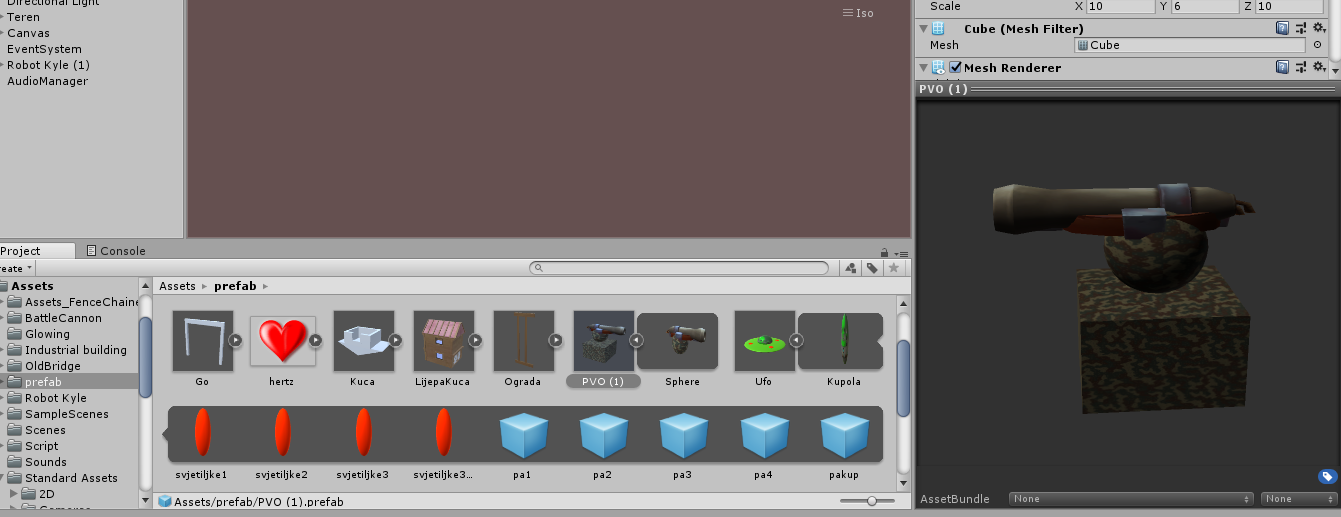 Directional Light
Teren
Canvas
EventSystem
Robot Kyle (1)
AudioManager
Iso
Scale X 10 Y 6 Z 10
Cube (Mesh Filter)
Mesh Cube
Mesh Renderer
PVO (1)
Project Console
reate
Assets
Assets_FenceChaine
BattleCannon
Glowing
Industrial building
OldBridge
prefab
Robot Kyle
SampleScenes
Scenes
Script
Sounds
Standard Assets
2D
Assets ▸ prefab ▸
Go hertz Kuca LijepaKuca Ograda PVO (1) Sphere Ufo Kupola
svjetiljke1 svjetiljke2 svjetiljke3 svjetiljke3... pa1 pa2 pa3 pa4 pakup
Assets/prefab/PVO (1).prefab
AssetBundle None None